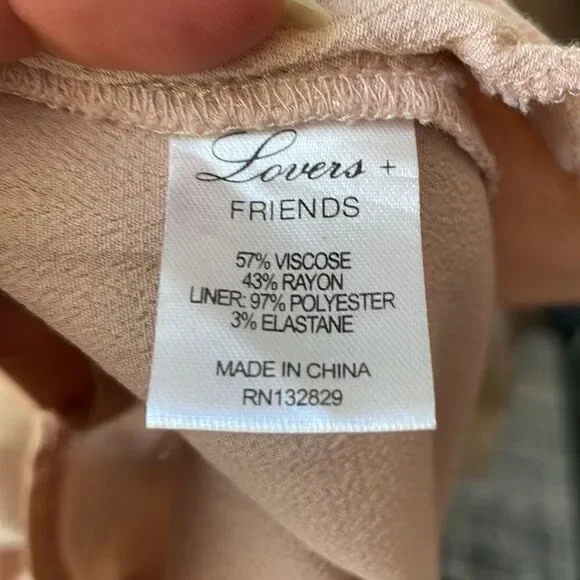 Lovers +
FRIENDS
57% VISCOSE
43% RAYON
LINER: 97% POLYESTER
3% ELASTANE
MADE IN CHINA
RN132829